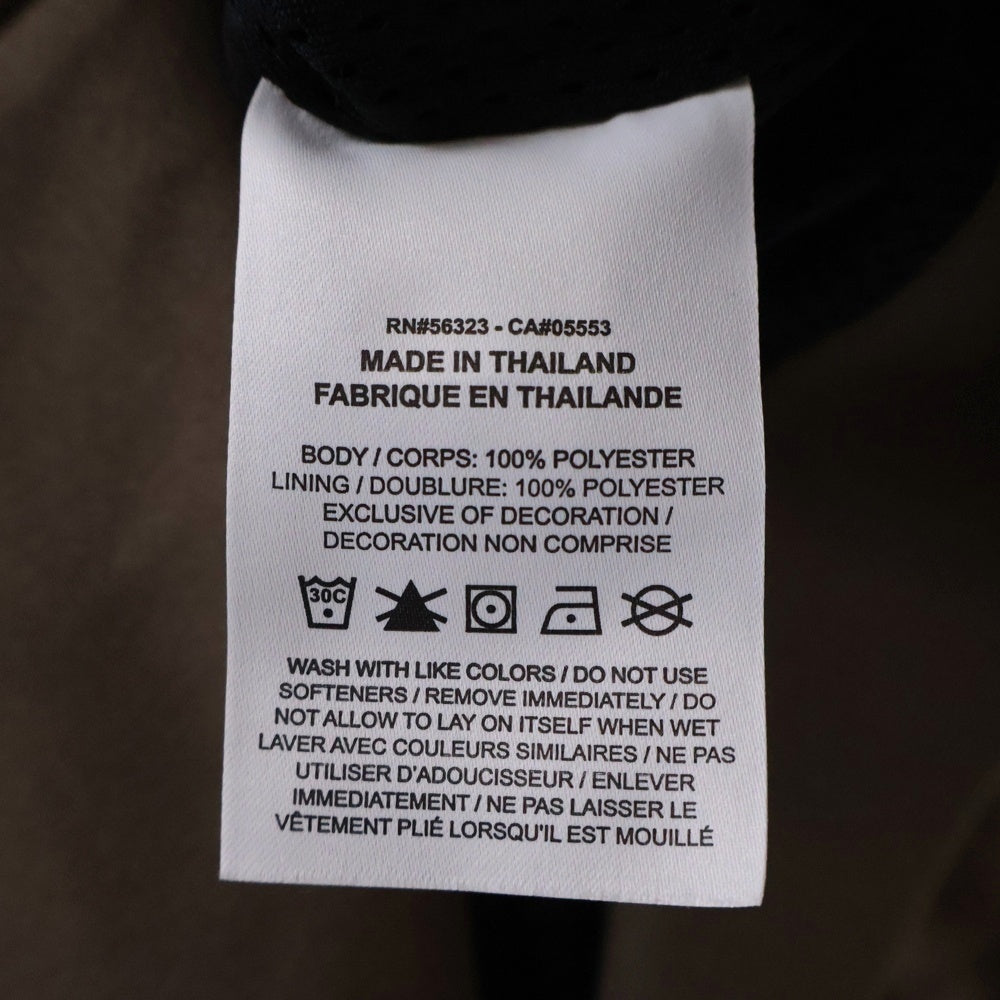 RN#56323 - CA#05553
MADE IN THAILAND
FABRIQUE EN THAILANDE
BODY / CORPS: 100% POLYESTER
LINING / DOUBLURE: 100% POLYESTER
EXCLUSIVE OF DECORATION /
DECORATION NON COMPRISE
30C
WASH WITH LIKE COLORS / DO NOT USE
SOFTENERS / REMOVE IMMEDIATELY / DO
NOT ALLOW TO LAY ON ITSELF WHEN WET
LAVER AVEC COULEURS SIMILAIRES / NE PAS
UTILISER D'ADOUCISSEUR / ENLEVER
IMMEDIATEMENT / NE PAS LAISSER LE
VÊTEMENT PLIÉ LORSQU'IL EST MOUILLÉ